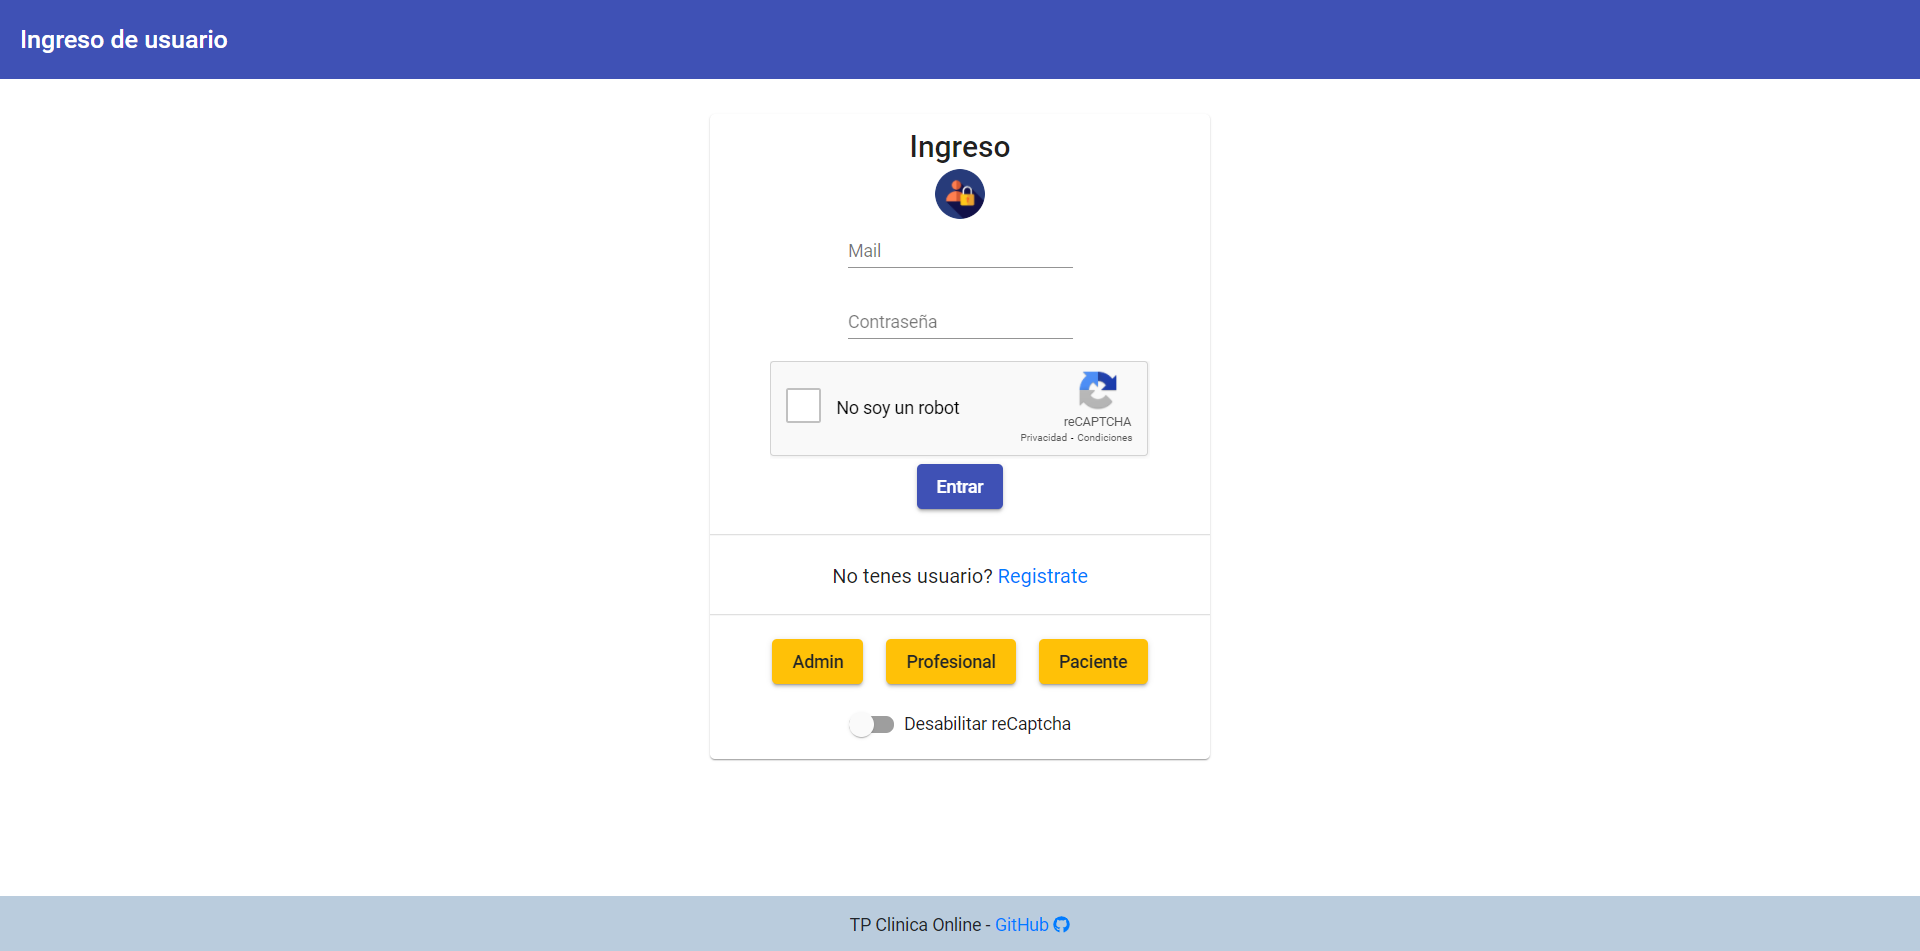 Ingreso de usuario
Ingreso
Mail
Contraseña
No soy un robot
reCAPTCHA
Privacidad - Condiciones
Entrar
No tenes usuario? Registrate
Admin Profesional Paciente
Desabilitar reCaptcha
TP Clinica Online - GitHub